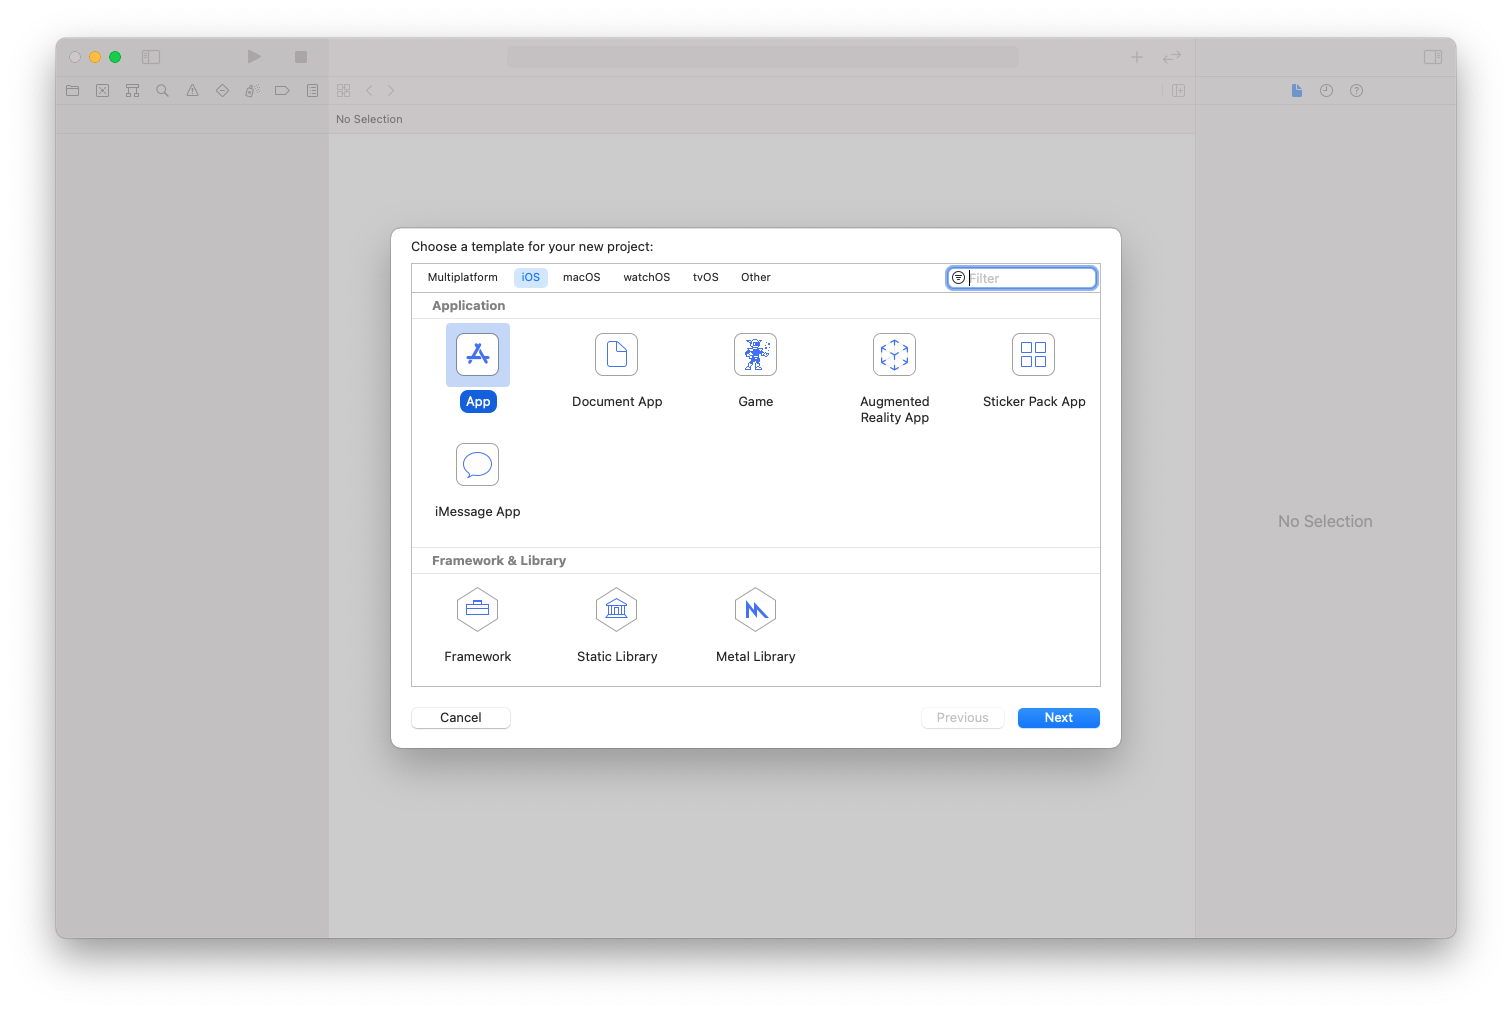 No Selection
Choose a template for your new project:
Multiplatform iOS macOS watchOS tvOS Other Filter
Application
App Document App Game Augmented Reality App Sticker Pack App
iMessage App
Framework & Library
Framework Static Library Metal Library
Cancel Previous Next
No Selection